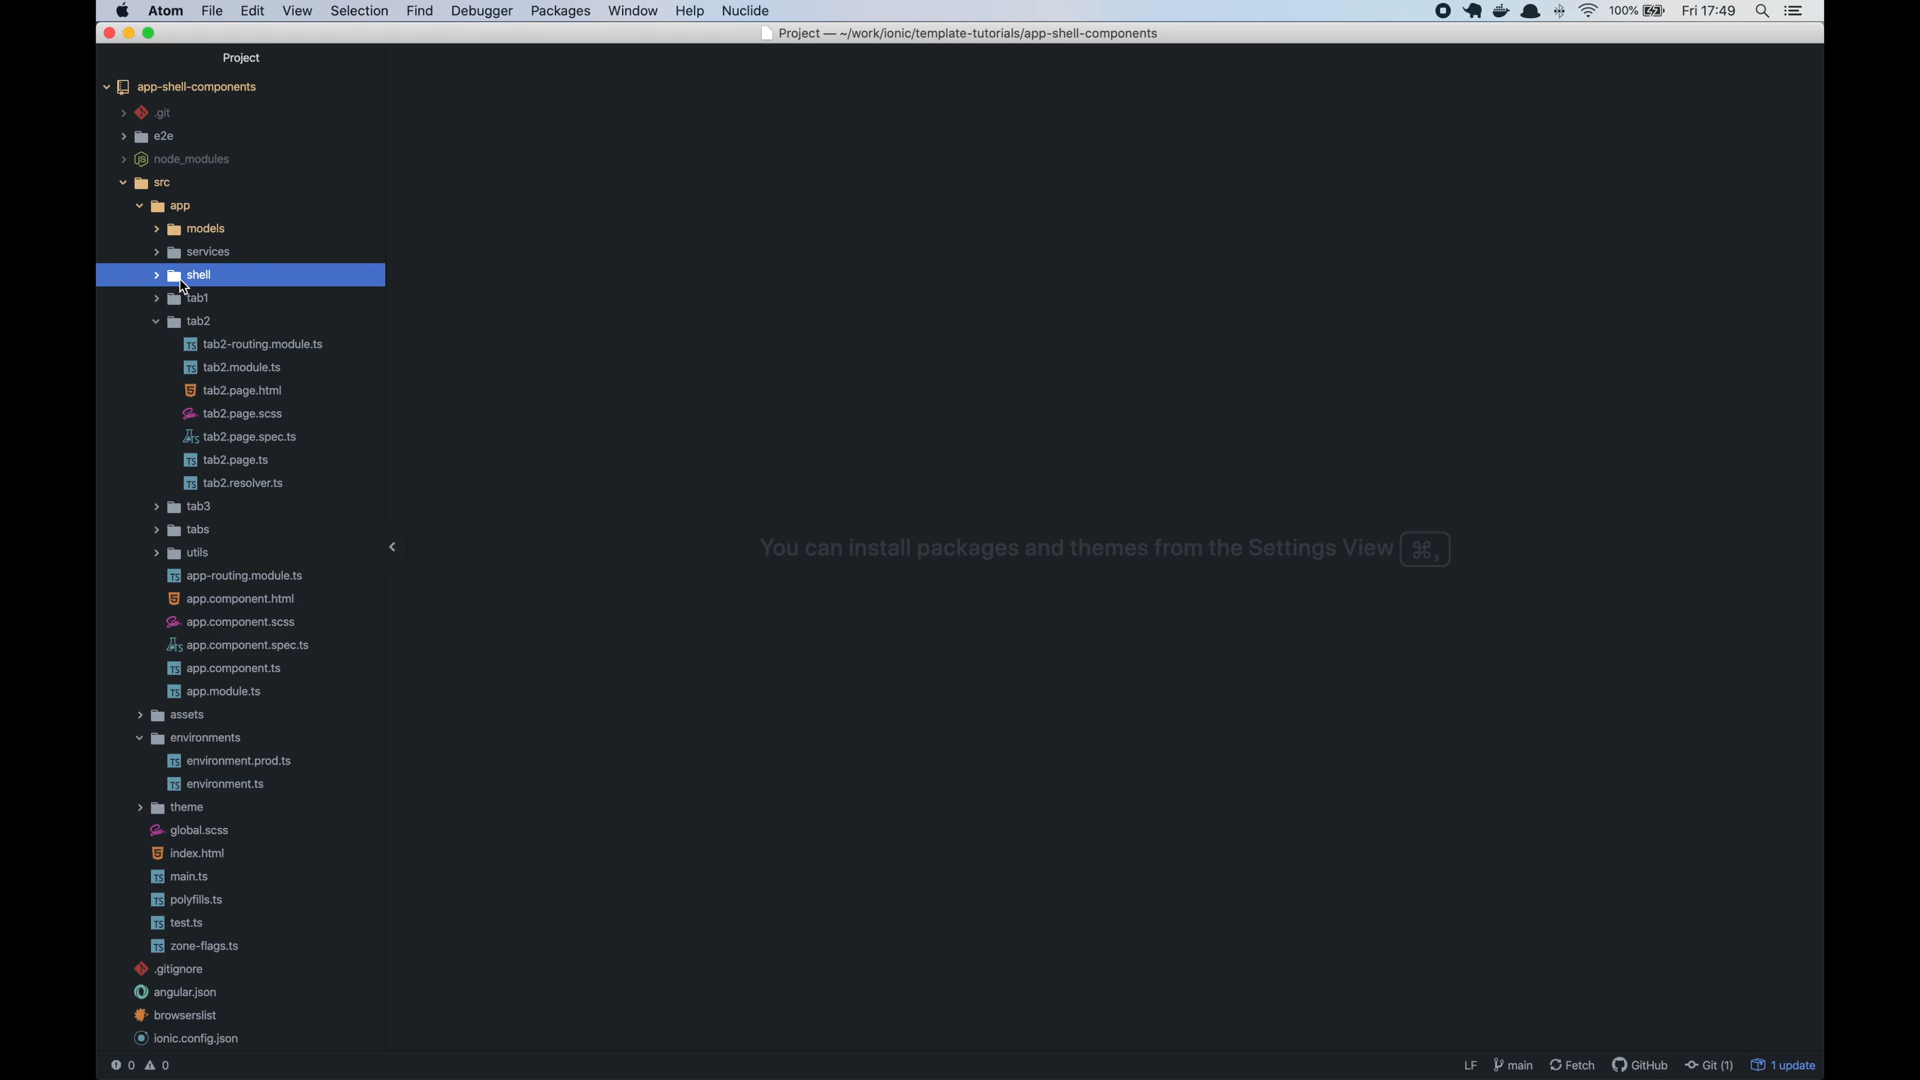 Atom File Edit View Selection Find Debugger Packages Window Help Nuclide 100% Fri 17:49
Project — ~/work/ionic/template-tutorials/app-shell-components
Project
app-shell-components
.git
e2e
node_modules
src
app
models
services
shell
tab1
tab2
tab2-routing.module.ts
tab2.module.ts
tab2.page.html
tab2.page.scss
tab2.page.spec.ts
tab2.page.ts
tab2.resolver.ts
tab3
tabs
utils
You can install packages and themes from the Settings View ⌘,
app-routing.module.ts
app.component.html
app.component.scss
app.component.spec.ts
app.component.ts
app.module.ts
assets
environments
environment.prod.ts
environment.ts
theme
global.scss
index.html
main.ts
polyfills.ts
test.ts
zone-flags.ts
.gitignore
angular.json
browserslist
ionic.config.json
0 0 LF main Fetch GitHub Git (1) 1 update